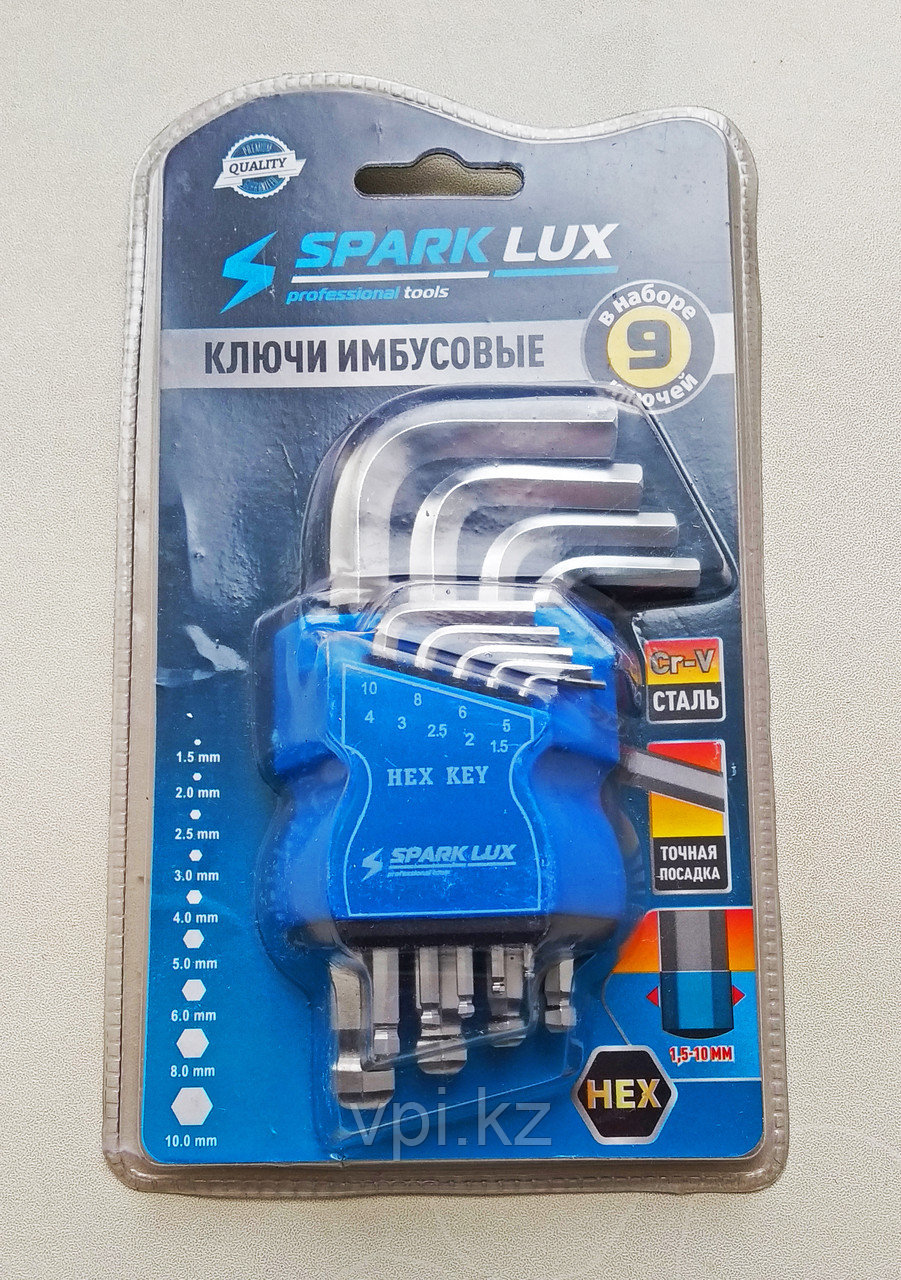 PREMIUM
QUALITY
SPARK LUX
professional tools
КЛЮЧИ ИМБУСОВЫЕ
в наборе
9
ключей
10
8
6
5
4
3
2.5
2
1.5
HEX KEY
SPARK LUX
professional tools
Cr-V
СТАЛЬ
ТОЧНАЯ
ПОСАДКА
1,5-10 ММ
HEX
1.5 mm
2.0 mm
2.5 mm
3.0 mm
4.0 mm
5.0 mm
6.0 mm
8.0 mm
10.0 mm
vpi.kz